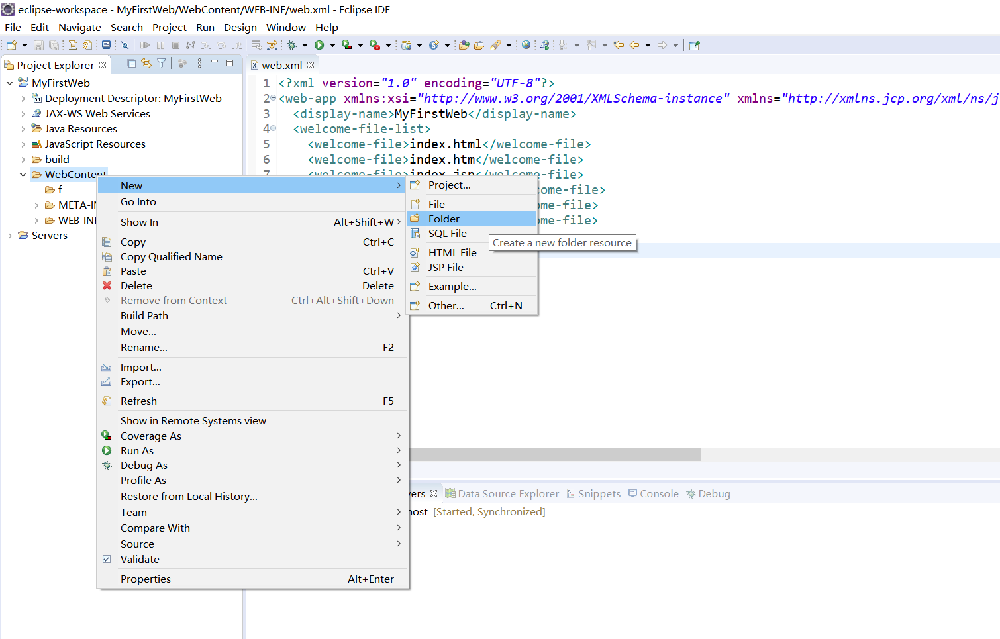 eclipse-workspace - MyFirstWeb/WebContent/WEB-INF/web.xml - Eclipse IDE
File Edit Navigate Search Project Run Design Window Help
Project Explorer
MyFirstWeb
Deployment Descriptor: MyFirstWeb
JAX-WS Web Services
Java Resources
JavaScript Resources
build
WebContent
f
META-IN
WEB-INF
Servers
web.xml
1 <?xml version="1.0" encoding="UTF-8"?>
2 <web-app xmlns:xsi="http://www.w3.org/2001/XMLSchema-instance" xmlns="http://xmlns.jcp.org/xml/ns/j
3 <display-name>MyFirstWeb</display-name>
4 <welcome-file-list>
5 <welcome-file>index.html</welcome-file>
6 <welcome-file>index.htm</welcome-file>
7 <welcome-file>index.jsp</welcome-file>
ome-file>
ome-file>
ome-file>
New
Go Into
Show In Alt+Shift+W
Copy Ctrl+C
Copy Qualified Name
Paste Ctrl+V
Delete Delete
Remove from Context Ctrl+Alt+Shift+Down
Build Path
Move...
Rename... F2
Import...
Export...
Refresh F5
Show in Remote Systems view
Coverage As
Run As
Debug As
Profile As
Restore from Local History...
Team
Compare With
Source
Validate
Properties Alt+Enter
Project...
File
Folder
SQL File
HTML File
JSP File
Example...
Other... Ctrl+N
Create a new folder resource
vers Data Source Explorer Snippets Console Debug
host [Started, Synchronized]